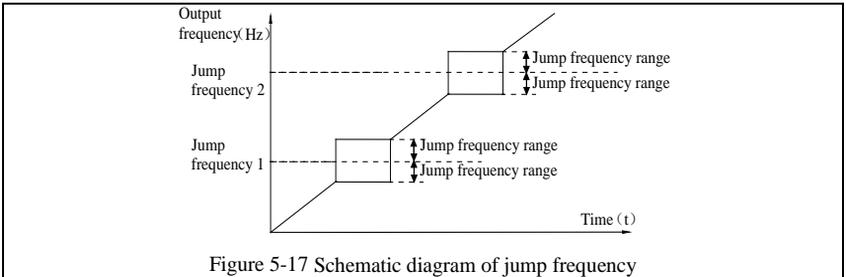 Output
frequency(Hz)
Jump frequency range
Jump
frequency 2
Jump frequency range
Jump
frequency 1
Jump frequency range
Jump frequency range
Time（t）
Figure 5-17 Schematic diagram of jump frequency